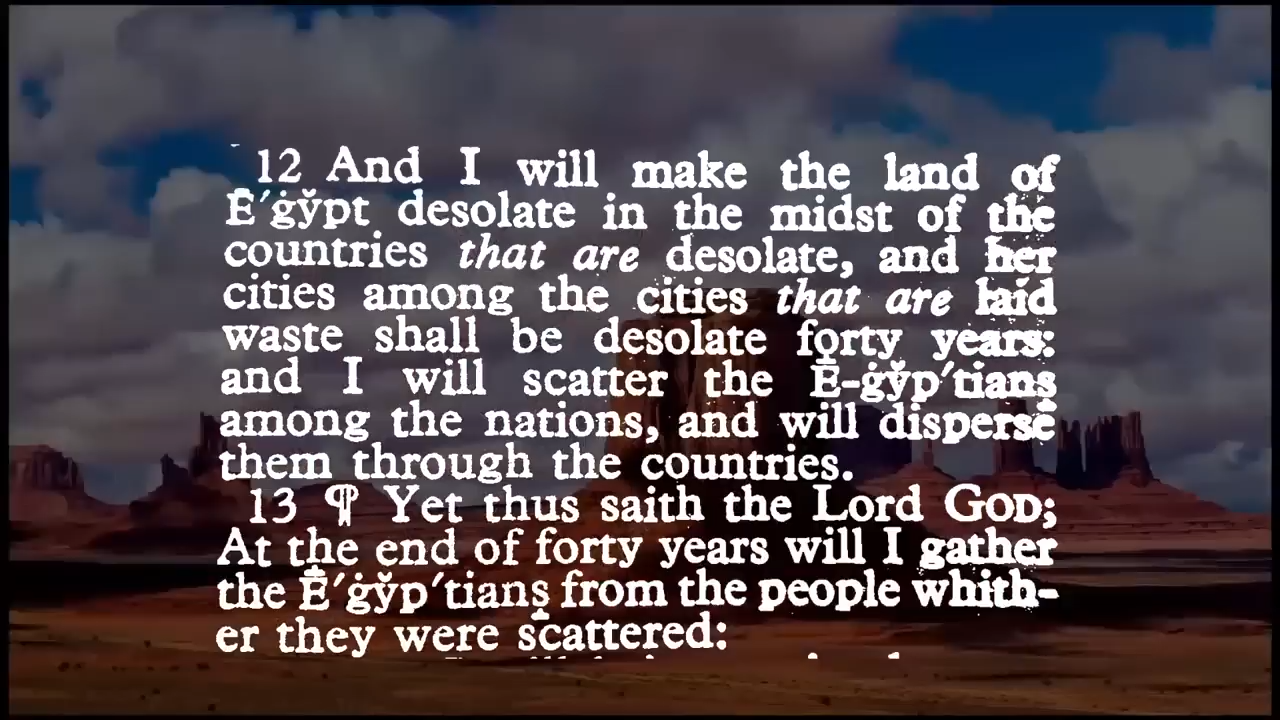 12 And I will make the land of
Ē´ġy̆pt desolate in the midst of the
countries that are desolate, and her
cities among the cities that are laid
waste shall be desolate forty years:
and I will scatter the Ē-ġy̆p´tians̝
among the nations, and will disperse
them through the countries.
13 ¶ Yet thus saith the Lord GOD;
At the end of forty years will I gather
the Ē´ġy̆p´tians̝ from the people whith-
er they were scattered: